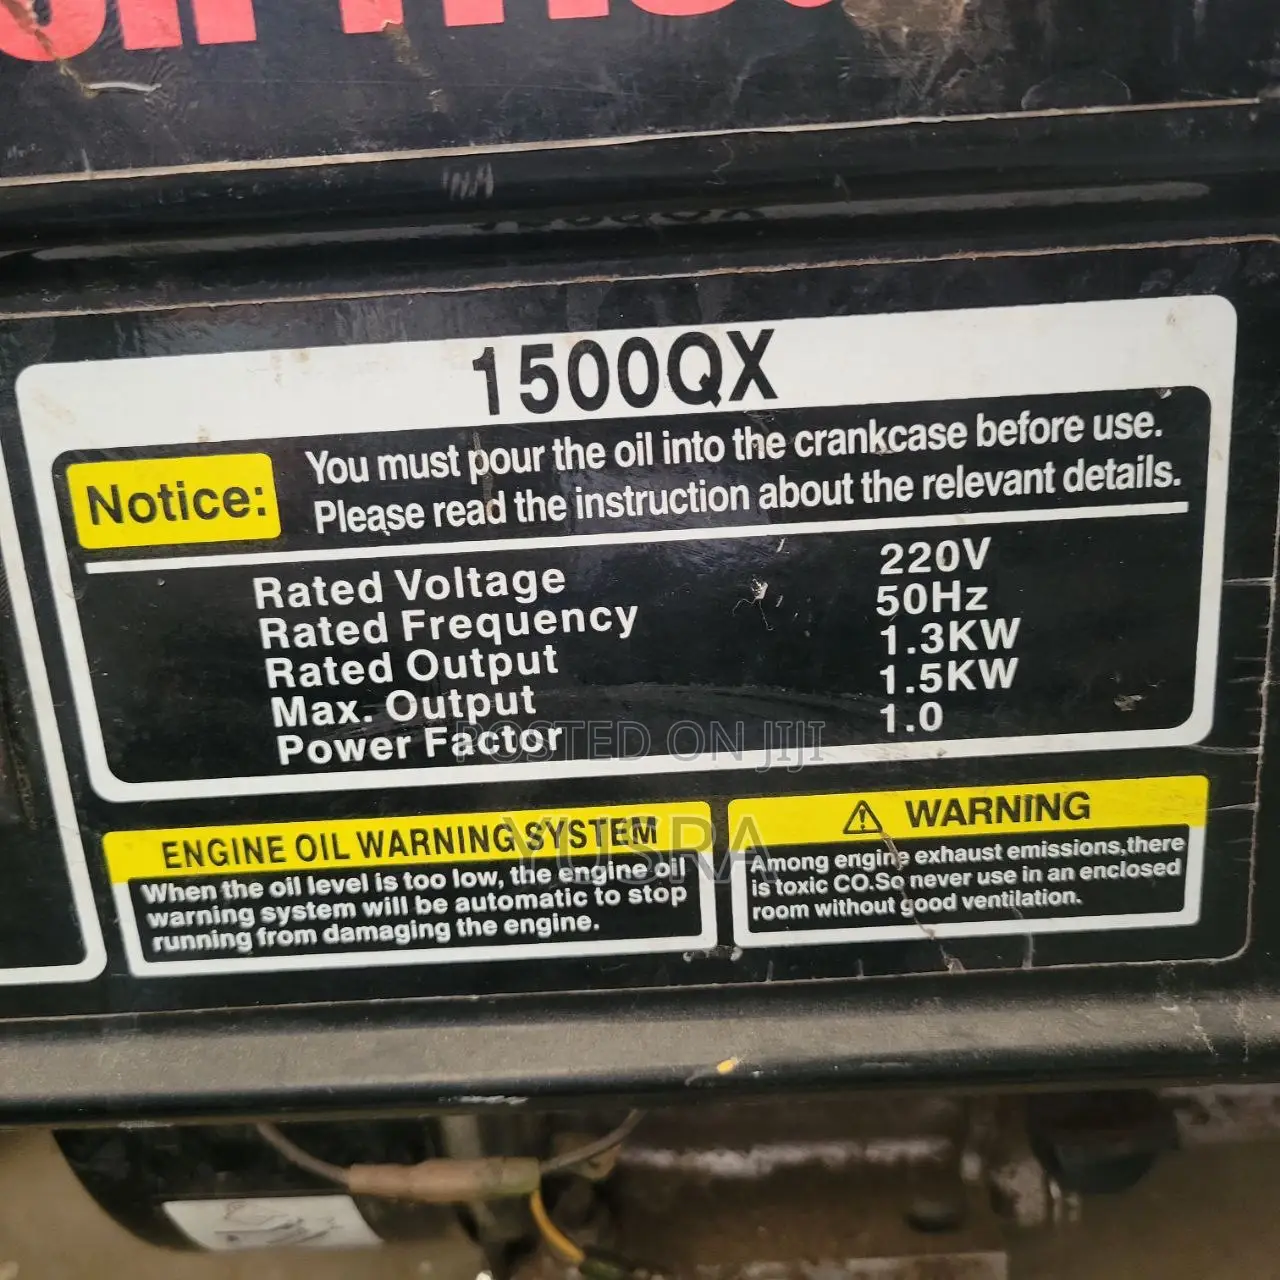 1500QX
Notice:
You must pour the oil into the crankcase before use.
Please read the instruction about the relevant details.
Rated Voltage 220V
Rated Frequency 50Hz
Rated Output 1.3KW
Max. Output 1.5KW
Power Factor 1.0
POSTED ON JIJI
YUSRA
ENGINE OIL WARNING SYSTEM
When the oil level is too low, the engine oil
warning system will be automatic to stop
running from damaging the engine.
WARNING
Among engine exhaust emissions,there
is toxic CO.So never use in an enclosed
room without good ventilation.